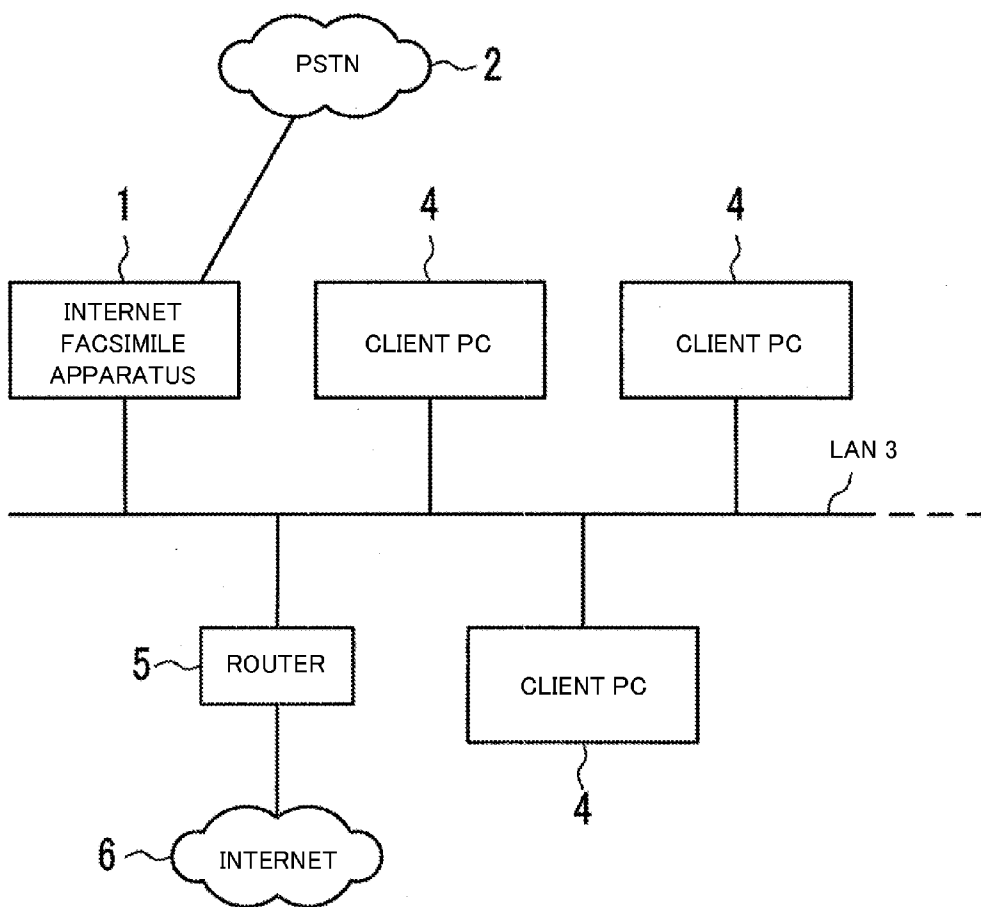 PSTN
2
1
4
4
INTERNET
FACSIMILE
APPARATUS
CLIENT PC
CLIENT PC
LAN 3
5
ROUTER
CLIENT PC
4
6
INTERNET